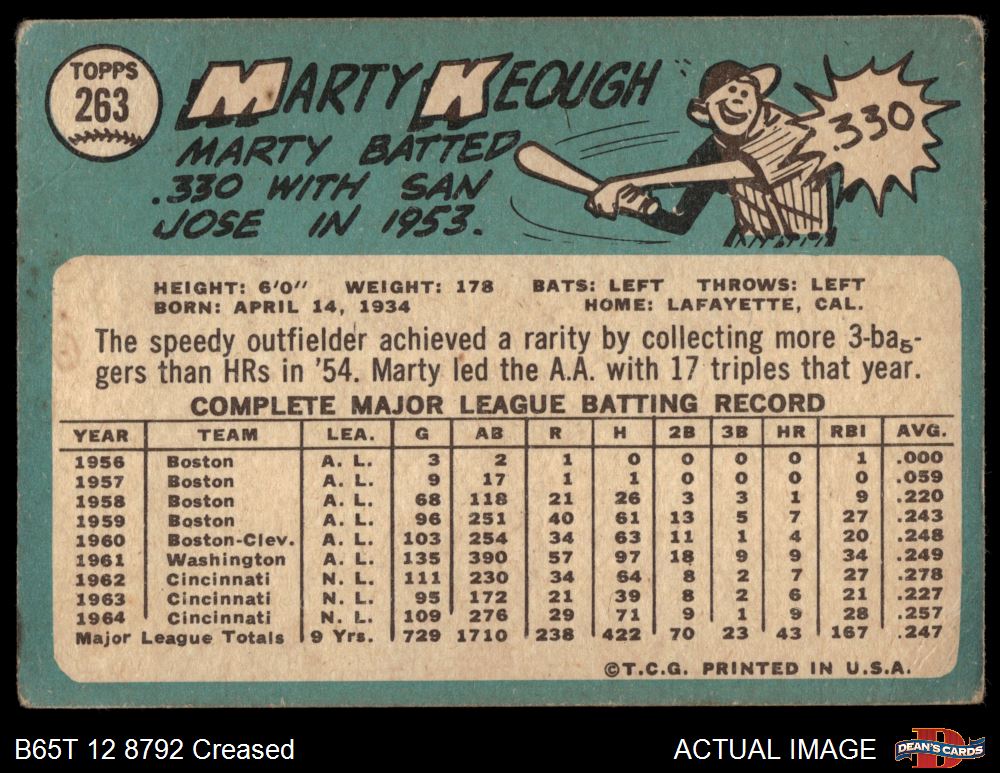 TOPPS
263
MARTY KEOUGH
MARTY BATTED
.330 WITH SAN
JOSE IN 1953.
.330
HEIGHT: 6'0" WEIGHT: 178 BATS: LEFT THROWS: LEFT
BORN: APRIL 14, 1934 HOME: LAFAYETTE, CAL.
The speedy outfielder achieved a rarity by collecting more 3-bag-
gers than HRs in '54. Marty led the A.A. with 17 triples that year.
COMPLETE MAJOR LEAGUE BATTING RECORD
YEAR TEAM LEA. G AB R H 2B 3B HR RBI AVG.
1956 Boston A. L. 3 2 1 0 0 0 0 1 .000
1957 Boston A. L. 9 17 1 1 0 0 0 0 .059
1958 Boston A. L. 68 118 21 26 3 3 1 9 .220
1959 Boston A. L. 96 251 40 61 13 5 7 27 .243
1960 Boston-Clev. A. L. 103 254 34 63 11 1 4 20 .248
1961 Washington A. L. 135 390 57 97 18 9 9 34 .249
1962 Cincinnati N. L. 111 230 34 64 8 2 7 27 .278
1963 Cincinnati N. L. 95 172 21 39 8 2 6 21 .227
1964 Cincinnati N. L. 109 276 29 71 9 1 9 28 .257
Major League Totals 9 Yrs. 729 1710 238 422 70 23 43 167 .247
©T.C.G. PRINTED IN U.S.A.
B65T 12 8792 Creased ACTUAL IMAGE
D
DEAN'S CARDS